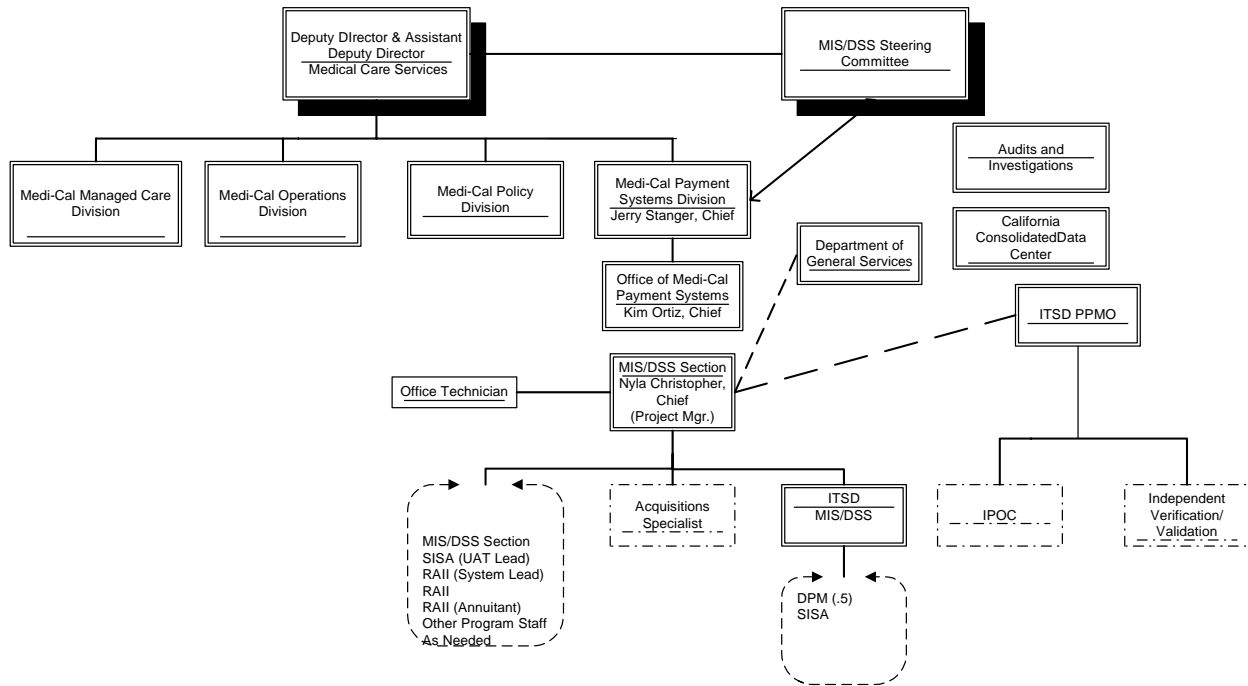 Deputy DIrector & Assistant
Deputy Director
Medical Care Services
MIS/DSS Steering
Committee
Audits and
Investigations
Medi-Cal Managed Care
Division
Medi-Cal Operations
Division
Medi-Cal Policy
Division
Medi-Cal Payment
Systems Division
Jerry Stanger, Chief
California
ConsolidatedData
Center
Department of
General Services
Office of Medi-Cal
Payment Systems
Kim Ortiz, Chief
ITSD PPMO
MIS/DSS Section
Nyla Christopher,
Chief
(Project Mgr.)
Office Technician
MIS/DSS Section
SISA (UAT Lead)
RAII (System Lead)
RAII
RAII (Annuitant)
Other Program Staff
As Needed
Acquisitions
Specialist
ITSD
MIS/DSS
IPOC
Independent
Verification/
Validation
DPM (.5)
SISA